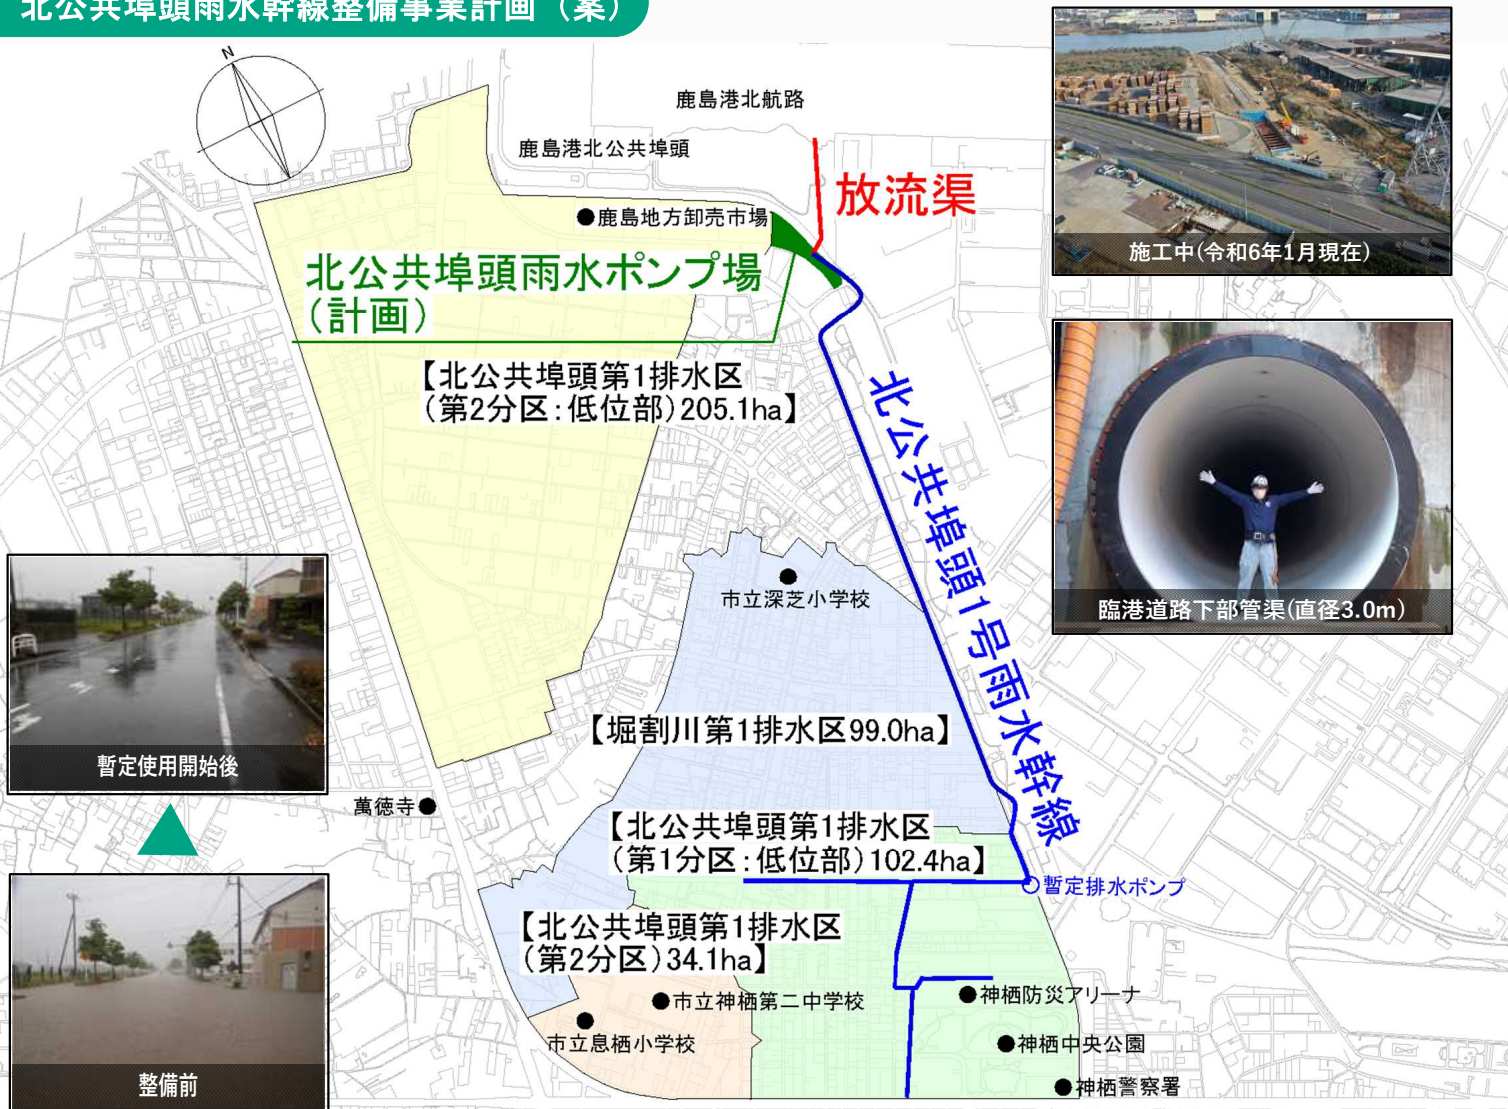 北公共埠頭雨水幹線整備事業計画（案）
N
鹿島港北航路
鹿島港北公共埠頭
放流渠
●鹿島地方卸売市場
北公共埠頭雨水ポンプ場
（計画）
【北公共埠頭第1排水区
（第2分区：低位部）205.1ha】
北公共埠頭1号雨水幹線
施工中(令和6年1月現在)
臨港道路下部管渠(直径3.0m)
市立深芝小学校
【堀割川第1排水区99.0ha】
暫定使用開始後
萬徳寺●
【北公共埠頭第1排水区
（第1分区：低位部）102.4ha】
○暫定排水ポンプ
【北公共埠頭第1排水区
（第2分区）34.1ha】
●市立神栖第二中学校
市立息栖小学校
●神栖防災アリーナ
●神栖中央公園
●神栖警察署
整備前